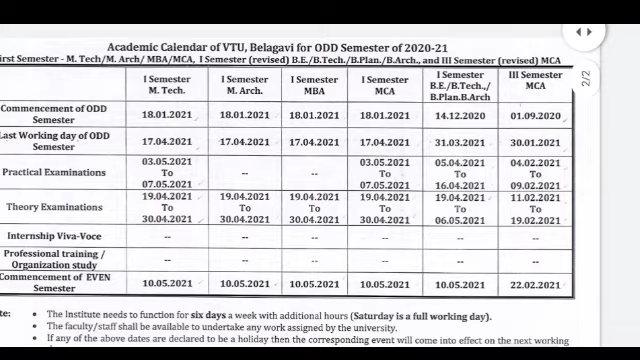 Academic Calendar of VTU, Belagavi for ODD Semester of 2020-21
irst Semester - M. Tech/M. Arch/ MBA/MCA, I Semester (revised) B.E./B.Tech./B.Plan./B.Arch., and III Semester (revised) MCA
I Semester M. Tech. I Semester M. Arch. I Semester MBA I Semester MCA I Semester B.E./B.Tech./ B.Plan.B.Arch III Semester MCA
Commencement of ODD Semester 18.01.2021 18.01.2021 18.01.2021 18.01.2021 14.12.2020 01.09.2020
Last Working day of ODD Semester 17.04.2021 17.04.2021 17.04.2021 17.04.2021 31.03.2021 30.01.2021
Practical Examinations 03.05.2021 To 07.05.2021 -- -- 03.05.2021 To 07.05.2021 05.04.2021 To 16.04.2021 04.02.2021 To 09.02.2021
Theory Examinations 19.04.2021 To 30.04.2021 19.04.2021 To 30.04.2021 19.04.2021 To 30.04.2021 19.04.2021 To 30.04.2021 19.04.2021 To 06.05.2021 11.02.2021 To 19.02.2021
Internship Viva-Voce -- -- -- -- -- --
Professional training / Organization study -- -- -- -- -- --
Commencement of EVEN Semester 10.05.2021 10.05.2021 10.05.2021 10.05.2021 10.05.2021 22.02.2021
te: • The Institute needs to function for six days a week with additional hours (Saturday is a full working day).
• The faculty/staff shall be available to undertake any work assigned by the university.
• If any of the above dates are declared to be a holiday then the corresponding event will come into effect on the next working
2/2